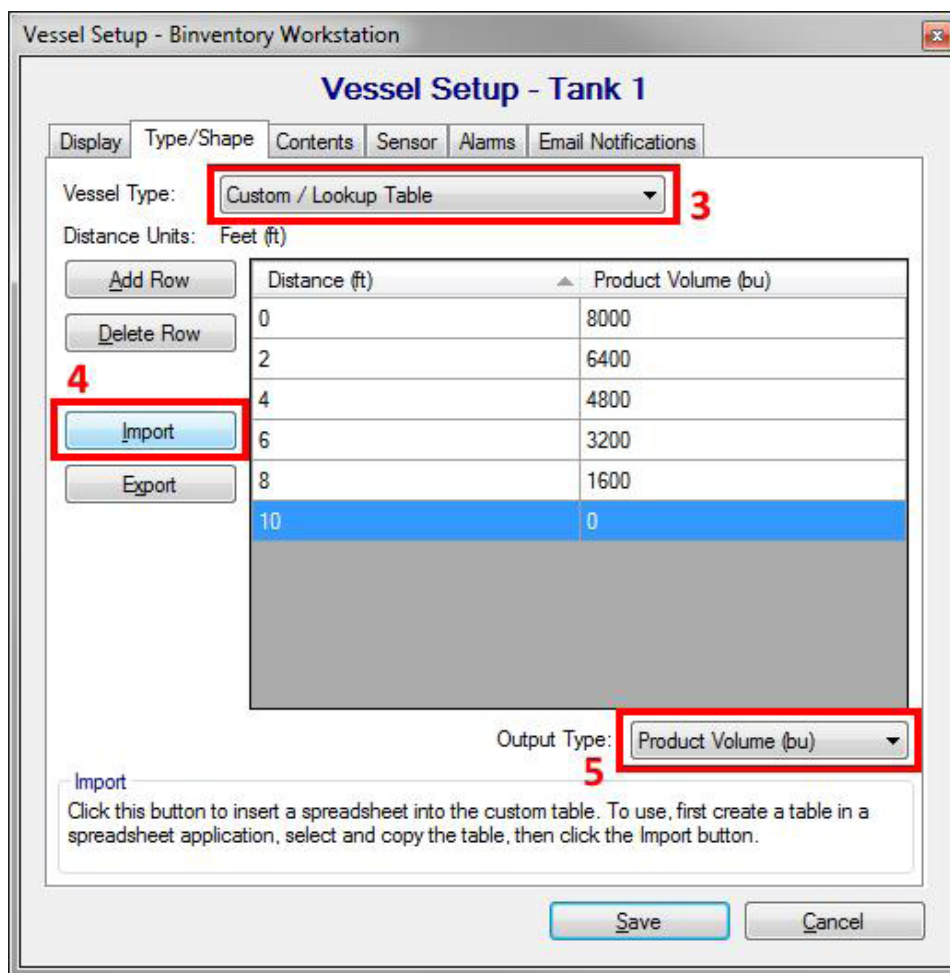 Vessel Setup - Binventory Workstation
Vessel Setup - Tank 1
Display Type/Shape Contents Sensor Alarms Email Notifications
Vessel Type: Custom / Lookup Table 3
Distance Units: Feet (ft)
Add Row
Delete Row
4
Import
Export
Distance (ft) Product Volume (bu)
0 8000
2 6400
4 4800
6 3200
8 1600
10 0
Output Type: Product Volume (bu)
5
Import
Click this button to insert a spreadsheet into the custom table. To use, first create a table in a
spreadsheet application, select and copy the table, then click the Import button.
Save Cancel